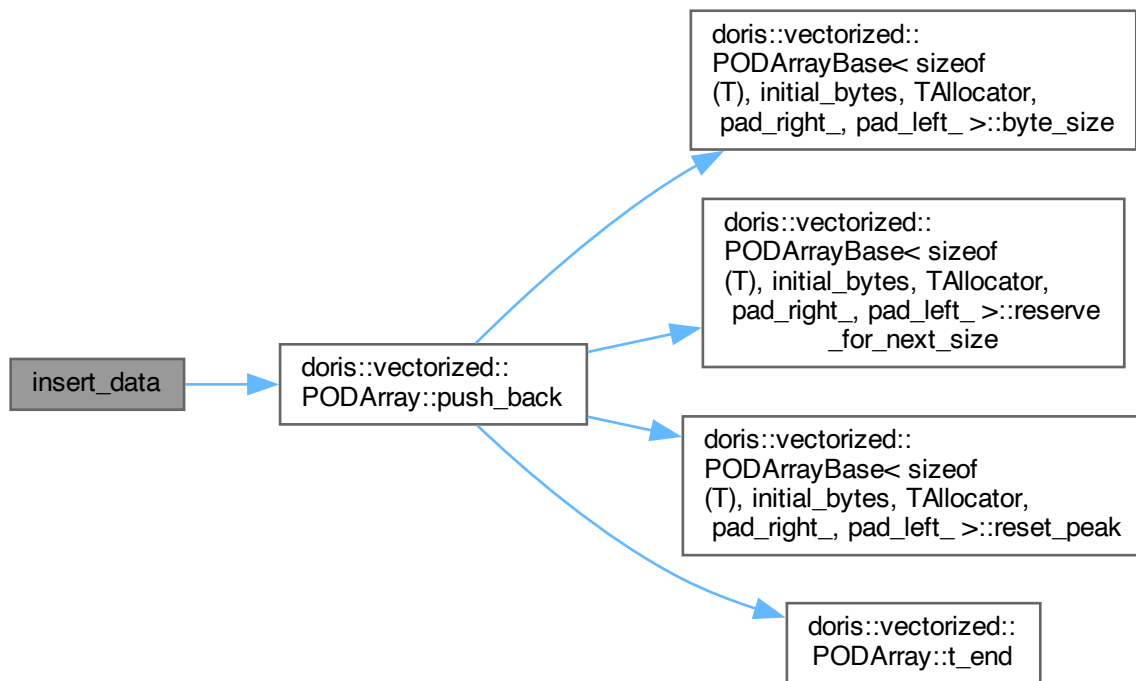 doris::vectorized::
PODArrayBase< sizeof
(T), initial_bytes, TAllocator,
pad_right_, pad_left_ >::byte_size
doris::vectorized::
PODArrayBase< sizeof
(T), initial_bytes, TAllocator,
pad_right_, pad_left_ >::reserve
_for_next_size
insert_data
doris::vectorized::
PODArray::push_back
doris::vectorized::
PODArrayBase< sizeof
(T), initial_bytes, TAllocator,
pad_right_, pad_left_ >::reset_peak
doris::vectorized::
PODArray::t_end